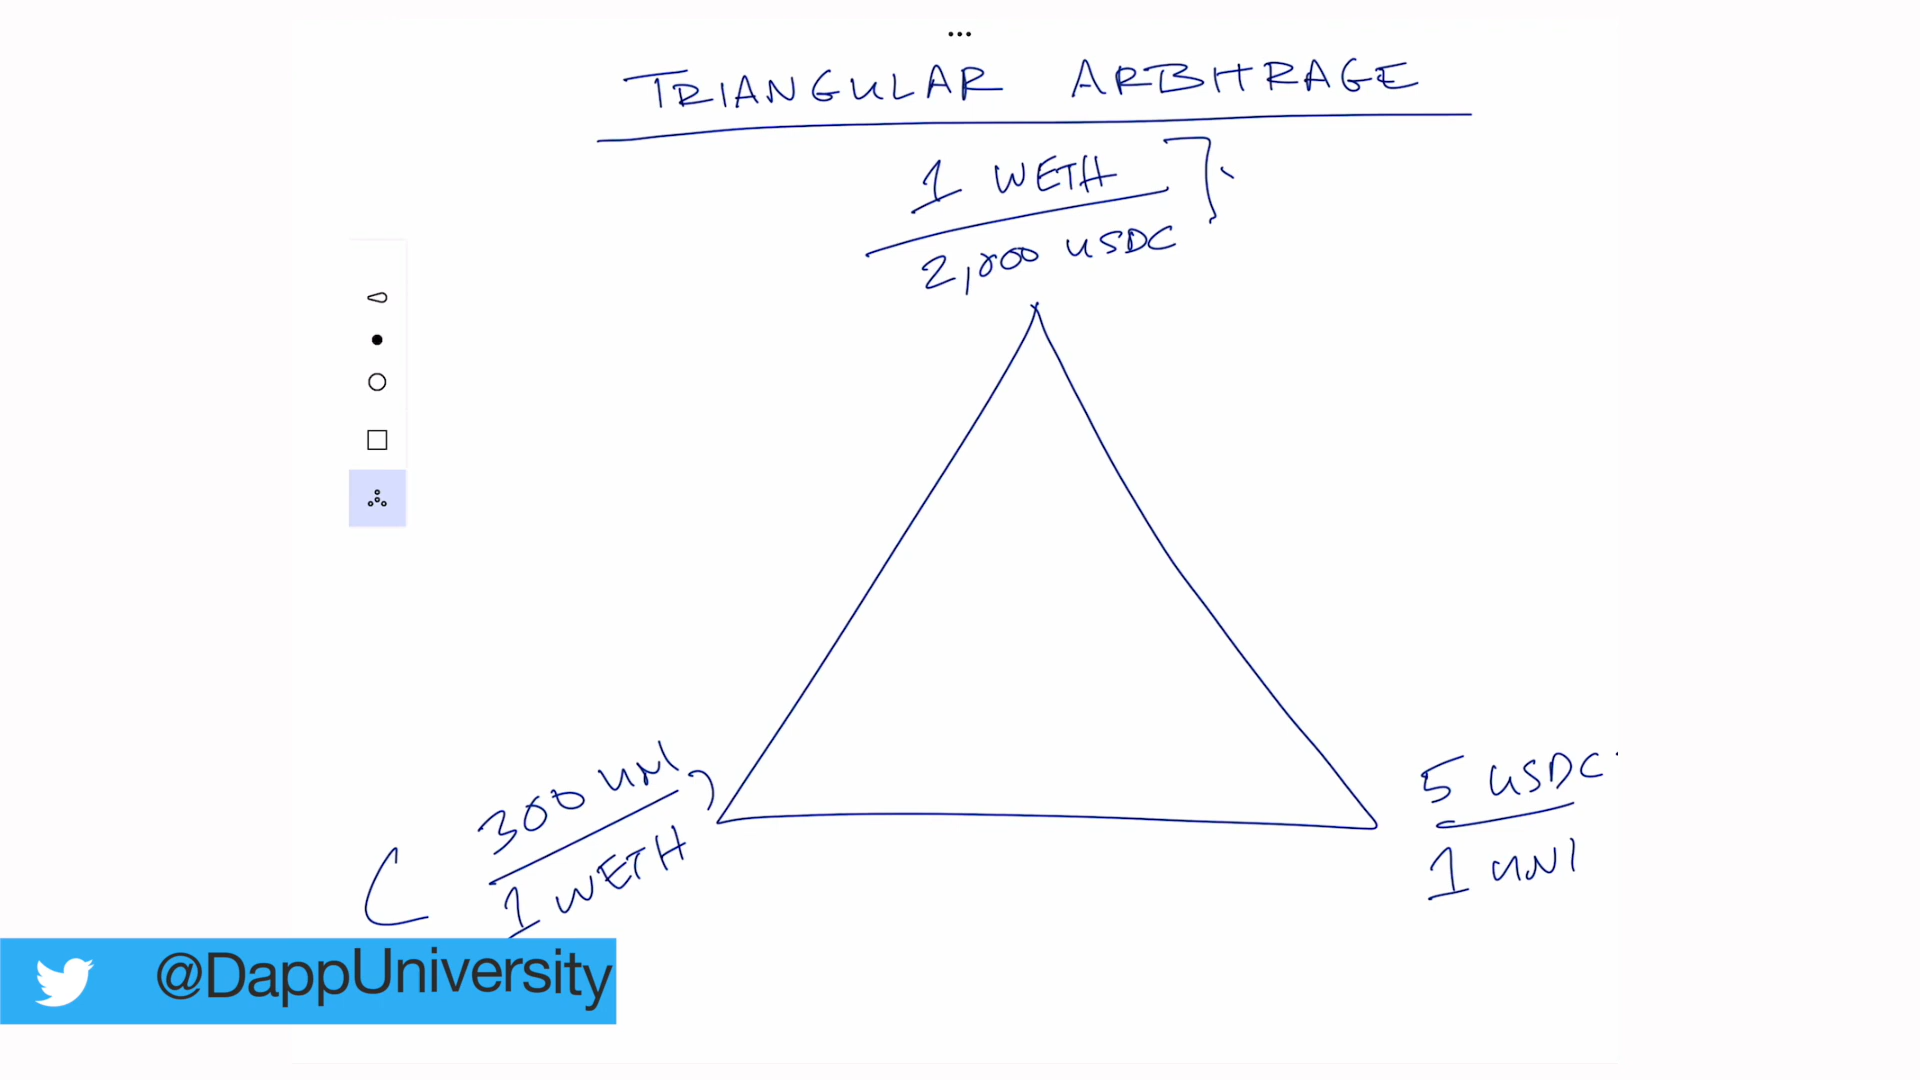 TRIANGULAR ARBITRAGE
1 WETH
2,000 USDC
300 UNI
1 WETH
5 USDC
1 UNI
@DappUniversity